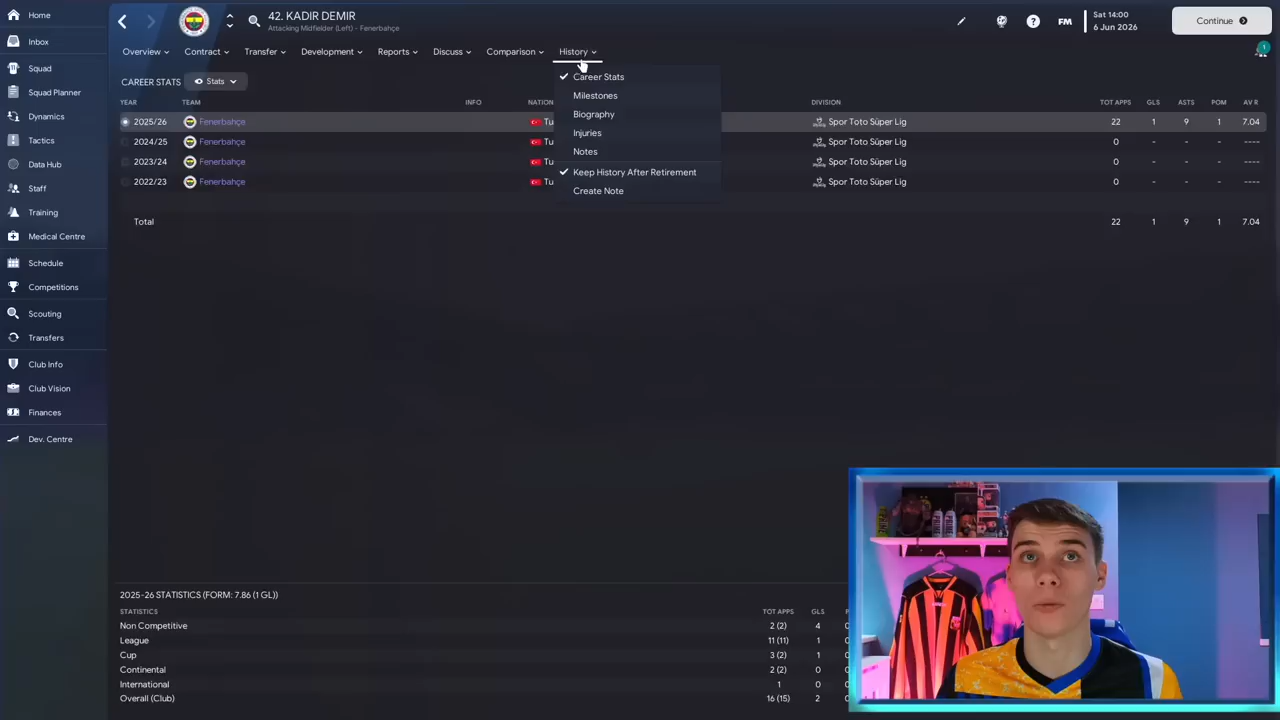 Home
Inbox
Squad
Squad Planner
Dynamics
Tactics
Data Hub
Staff
Training
Medical Centre
Schedule
Competitions
Scouting
Transfers
Club Info
Club Vision
Finances
Dev. Centre
42. KADIR DEMIR
Attacking Midfielder (Left) - Fenerbahçe
FM
Sat 14:00
6 Jun 2026
Continue
1
Overview Contract Transfer Development Reports Discuss Comparison History
CAREER STATS Stats
Career Stats
Milestones
Biography
Injuries
Notes
Keep History After Retirement
Create Note
YEAR TEAM INFO NATION DIVISION TOT APPS GLS ASTS POM AV R
2025/26 Fenerbahçe Tu Spor Toto Süper Lig 22 1 9 1 7.04
2024/25 Fenerbahçe Tu Spor Toto Süper Lig 0 - - - ----
2023/24 Fenerbahçe Tu Spor Toto Süper Lig 0 - - - ----
2022/23 Fenerbahçe Tu Spor Toto Süper Lig 0 - - - ----
Total 22 1 9 1 7.04
2025-26 STATISTICS (FORM: 7.86 (1 GL))
STATISTICS TOT APPS GLS
Non Competitive 2 (2) 4
League 11 (11) 1
Cup 3 (2) 1
Continental 2 (2) 0
International 1 0
Overall (Club) 16 (15) 2